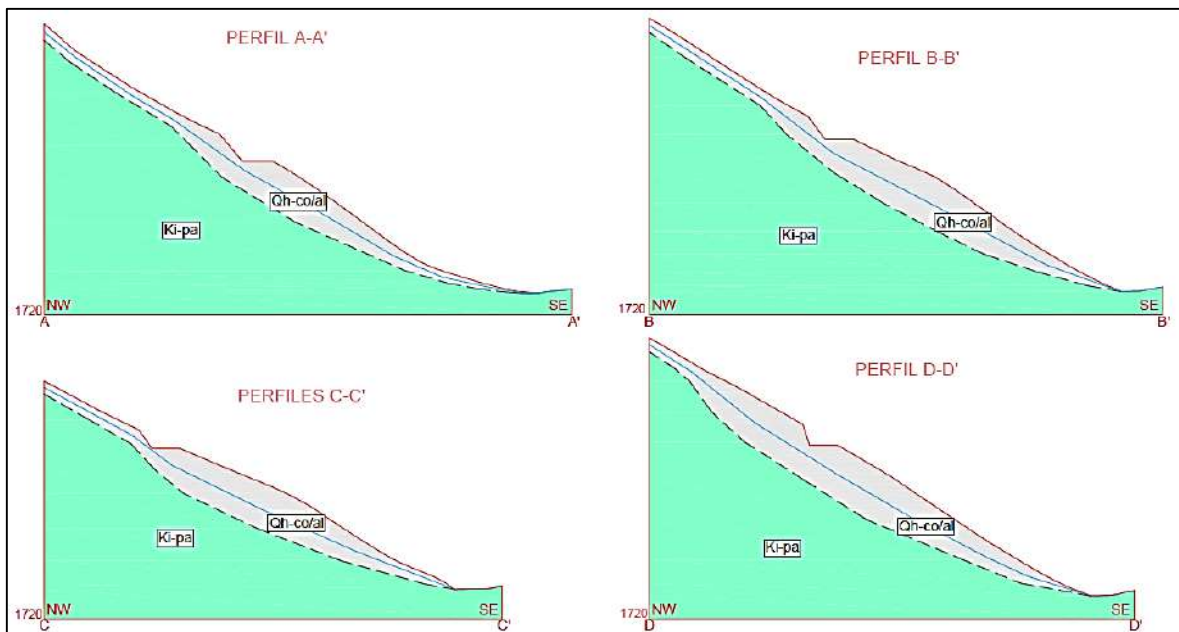 PERFIL A-A'
Qh-co/al
Ki-pa
1720 NW SE
A A'
PERFIL B-B'
Qh-co/al
Ki-pa
1720 NW SE
B B'
PERFILES C-C'
Qh-co/al
Ki-pa
1720 NW SE
C C'
PERFIL D-D'
Qh-co/al
Ki-pa
1720 NW SE
D D'